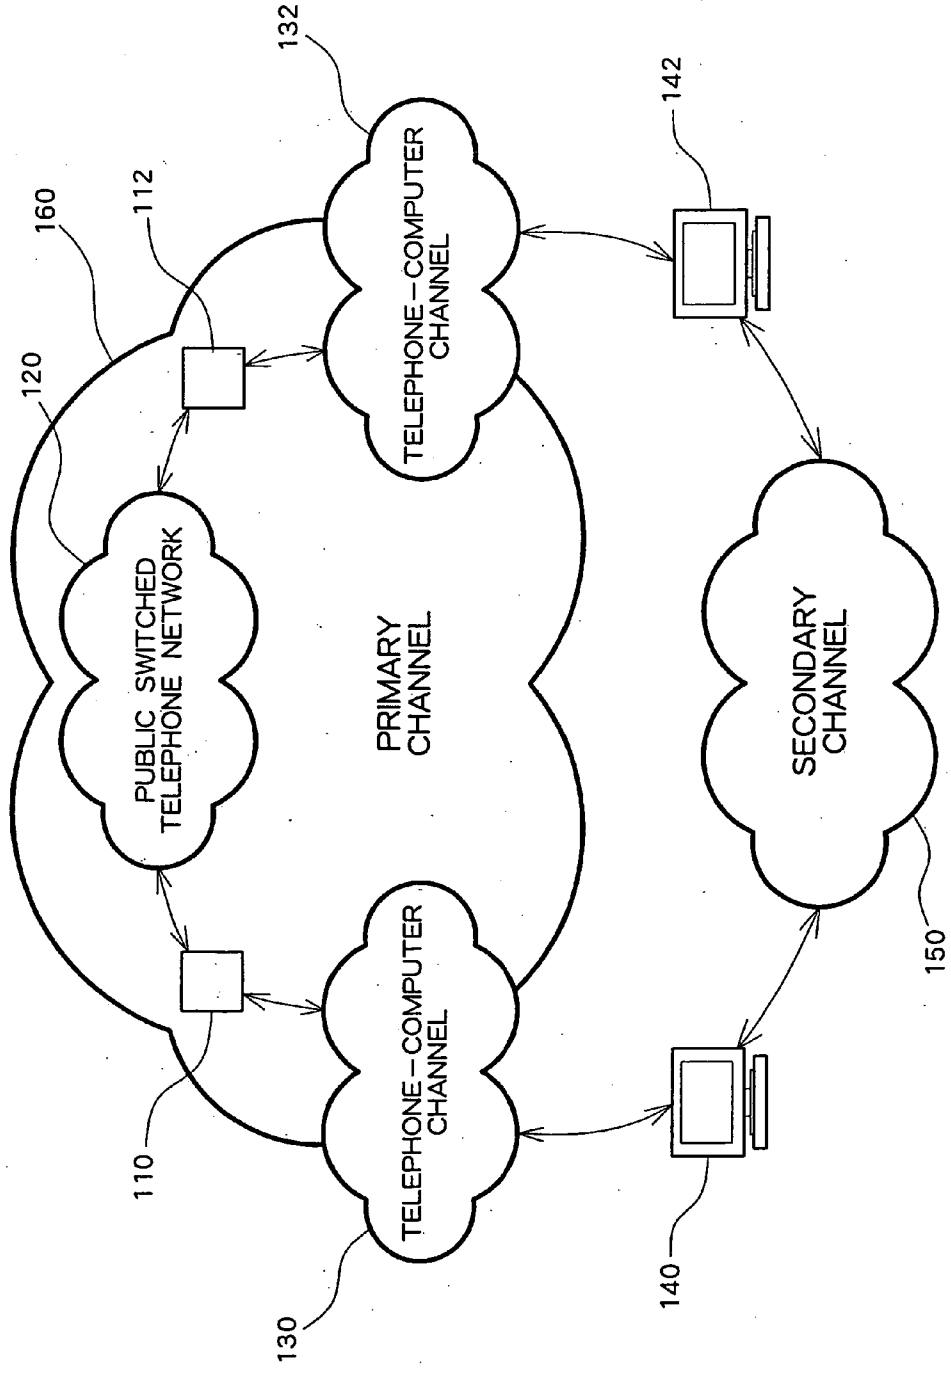 160
120
112
132
110
130
PUBLIC SWITCHED
TELEPHONE NETWORK
PRIMARY
CHANNEL
TELEPHONE–COMPUTER
CHANNEL
TELEPHONE–COMPUTER
CHANNEL
140
142
SECONDARY
CHANNEL
150